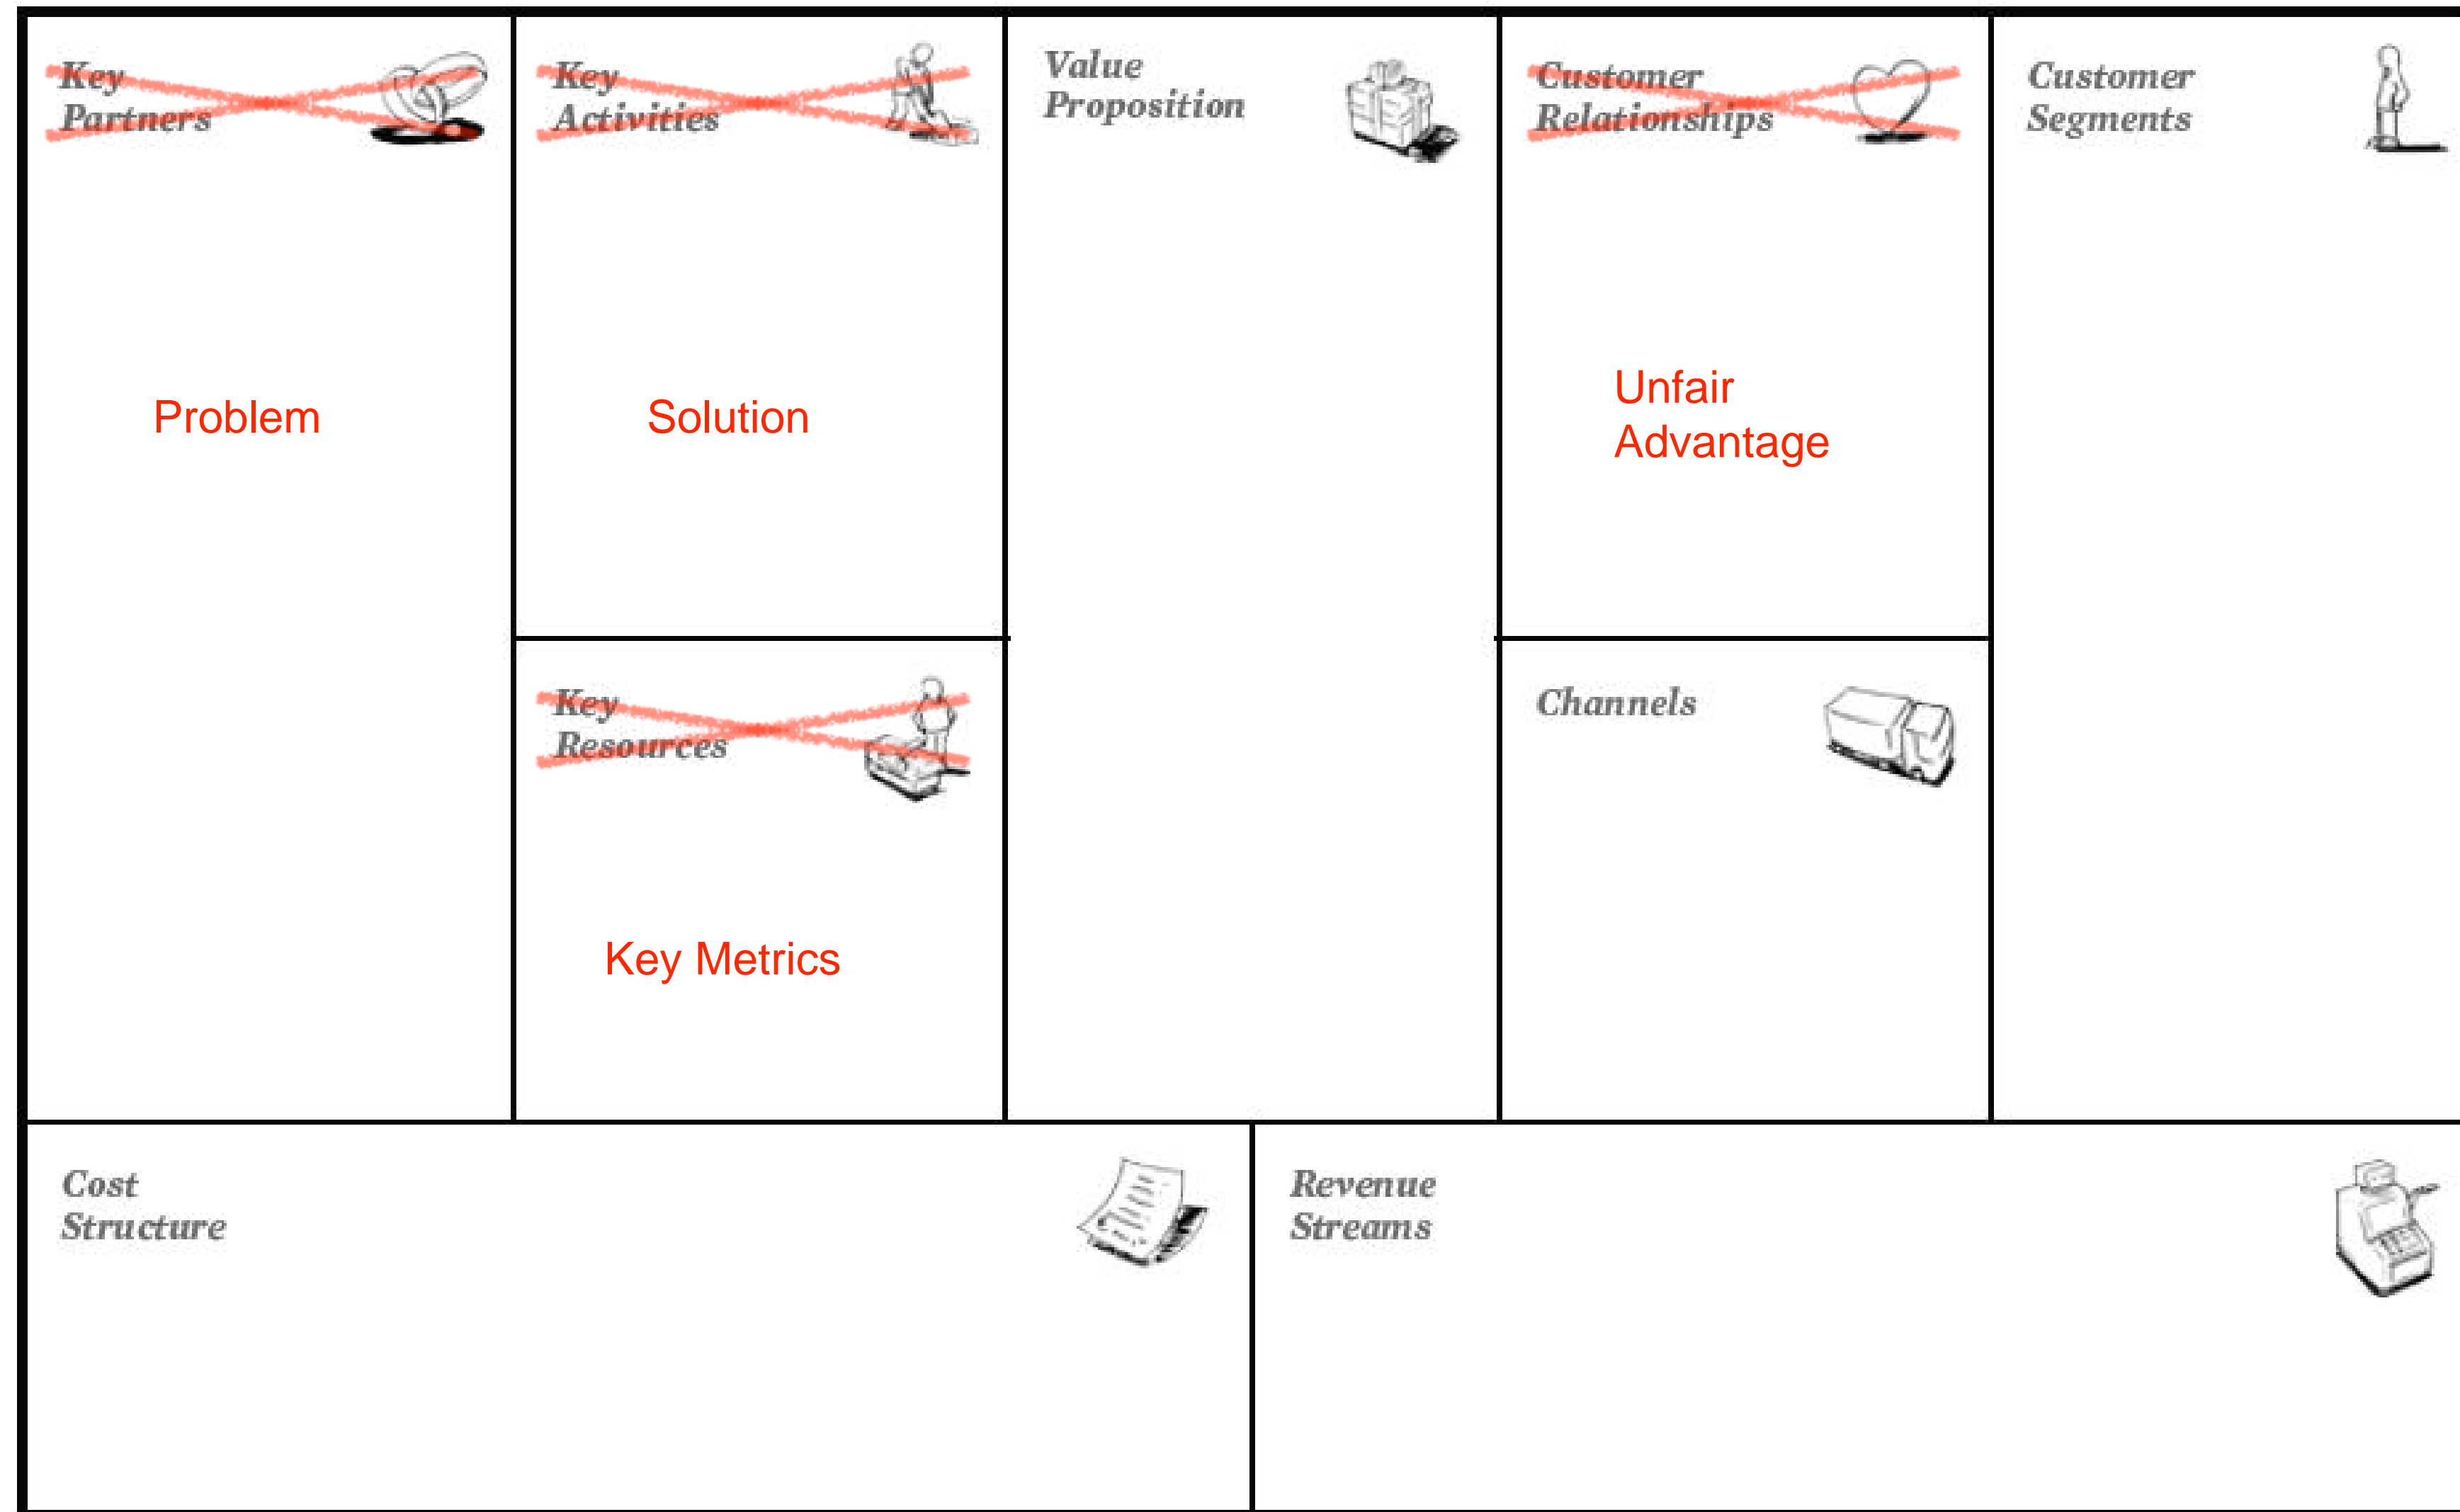 Key
Partners
Problem
Key
Activities
Solution
Key
Resources
Key Metrics
Value
Proposition
Customer
Relationships
Unfair
Advantage
Channels
Customer
Segments
Cost
Structure
Revenue
Streams